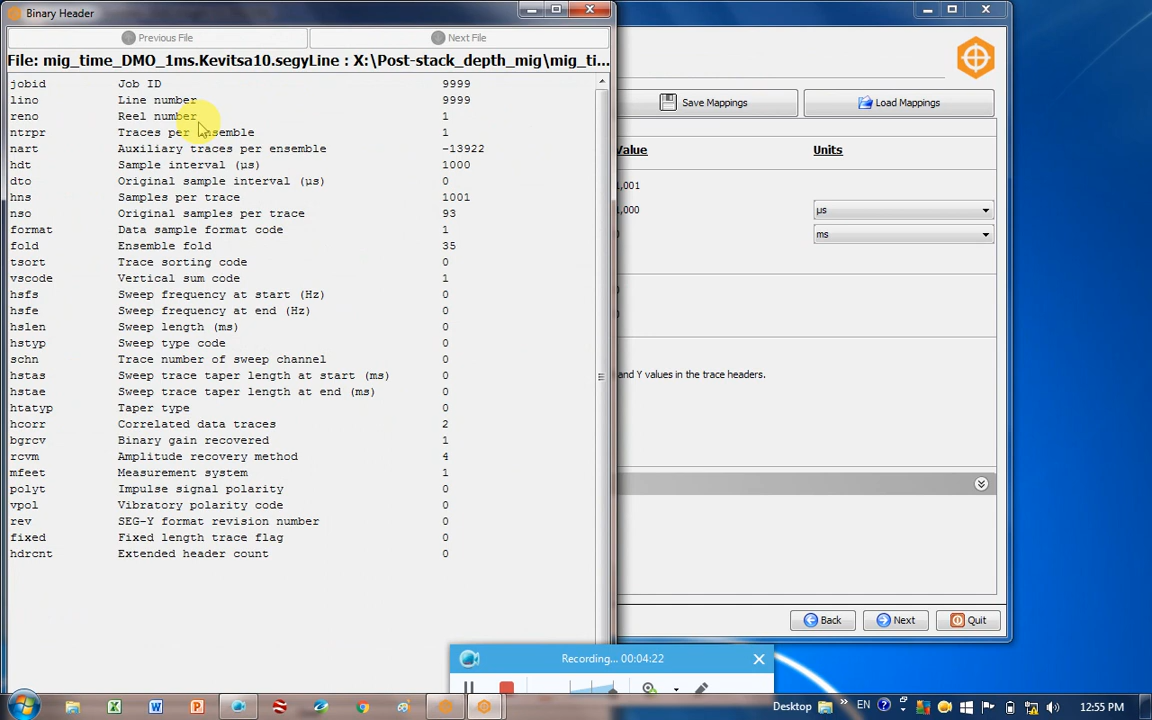 Binary Header
Previous File Next File
File: mig_time_DMO_1ms.Kevitsa10.segyLine : X:\Post-stack_depth_mig\mig_ti...
jobid Job ID 9999
lino Line number 9999
reno Reel number 1
ntrpr Traces per ensemble 1
nart Auxiliary traces per ensemble -13922
hdt Sample interval (µs) 1000
dto Original sample interval (µs) 0
hns Samples per trace 1001
nso Original samples per trace 93
format Data sample format code 1
fold Ensemble fold 35
tsort Trace sorting code 0
vscode Vertical sum code 1
hsfs Sweep frequency at start (Hz) 0
hsfe Sweep frequency at end (Hz) 0
hslen Sweep length (ms) 0
hstyp Sweep type code 0
schn Trace number of sweep channel 0
hstas Sweep trace taper length at start (ms) 0
hstae Sweep trace taper length at end (ms) 0
htatyp Taper type 0
hcorr Correlated data traces 2
bgrcv Binary gain recovered 1
rcvm Amplitude recovery method 4
mfeet Measurement system 1
polyt Impulse signal polarity 0
vpol Vibratory polarity code 0
rev SEG-Y format revision number 0
fixed Fixed length trace flag 0
hdrcnt Extended header count 0
Save Mappings Load Mappings
Value Units
1,001
,000 µs
ms
and Y values in the trace headers.
Back Next Quit
Recording... 00:04:22
Desktop » EN 12:55 PM